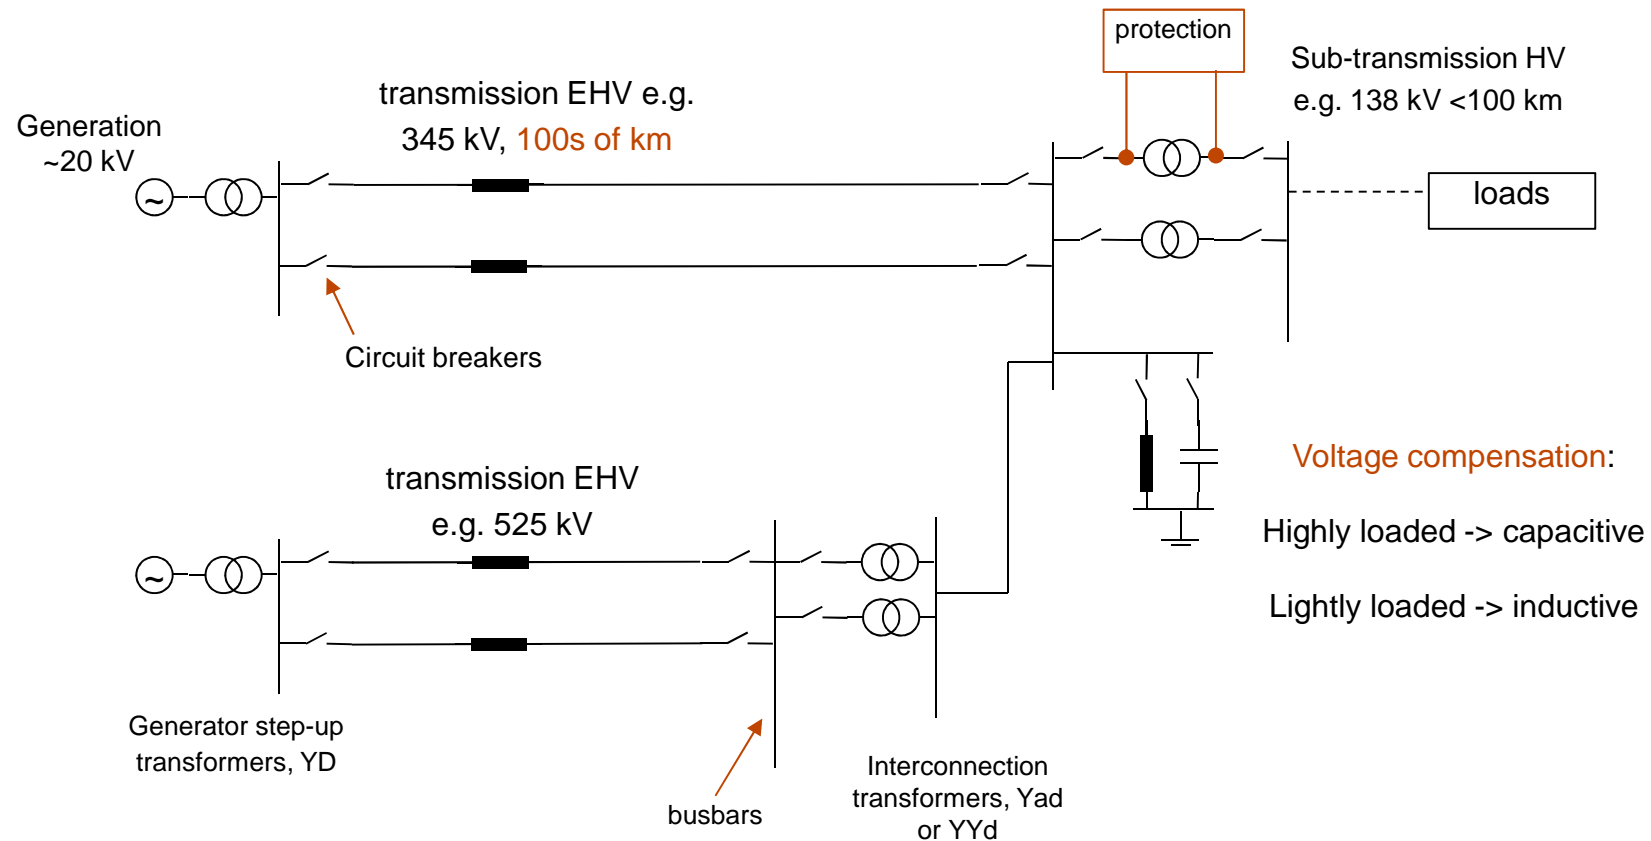 protection
Sub-transmission HV
e.g. 138 kV <100 km
transmission EHV e.g.
345 kV, 100s of km
Generation
~20 kV
~
loads
Circuit breakers
Voltage compensation:
Highly loaded -> capacitive
Lightly loaded -> inductive
transmission EHV
e.g. 525 kV
~
Generator step-up
transformers, YD
busbars
Interconnection
transformers, Yad
or YYd